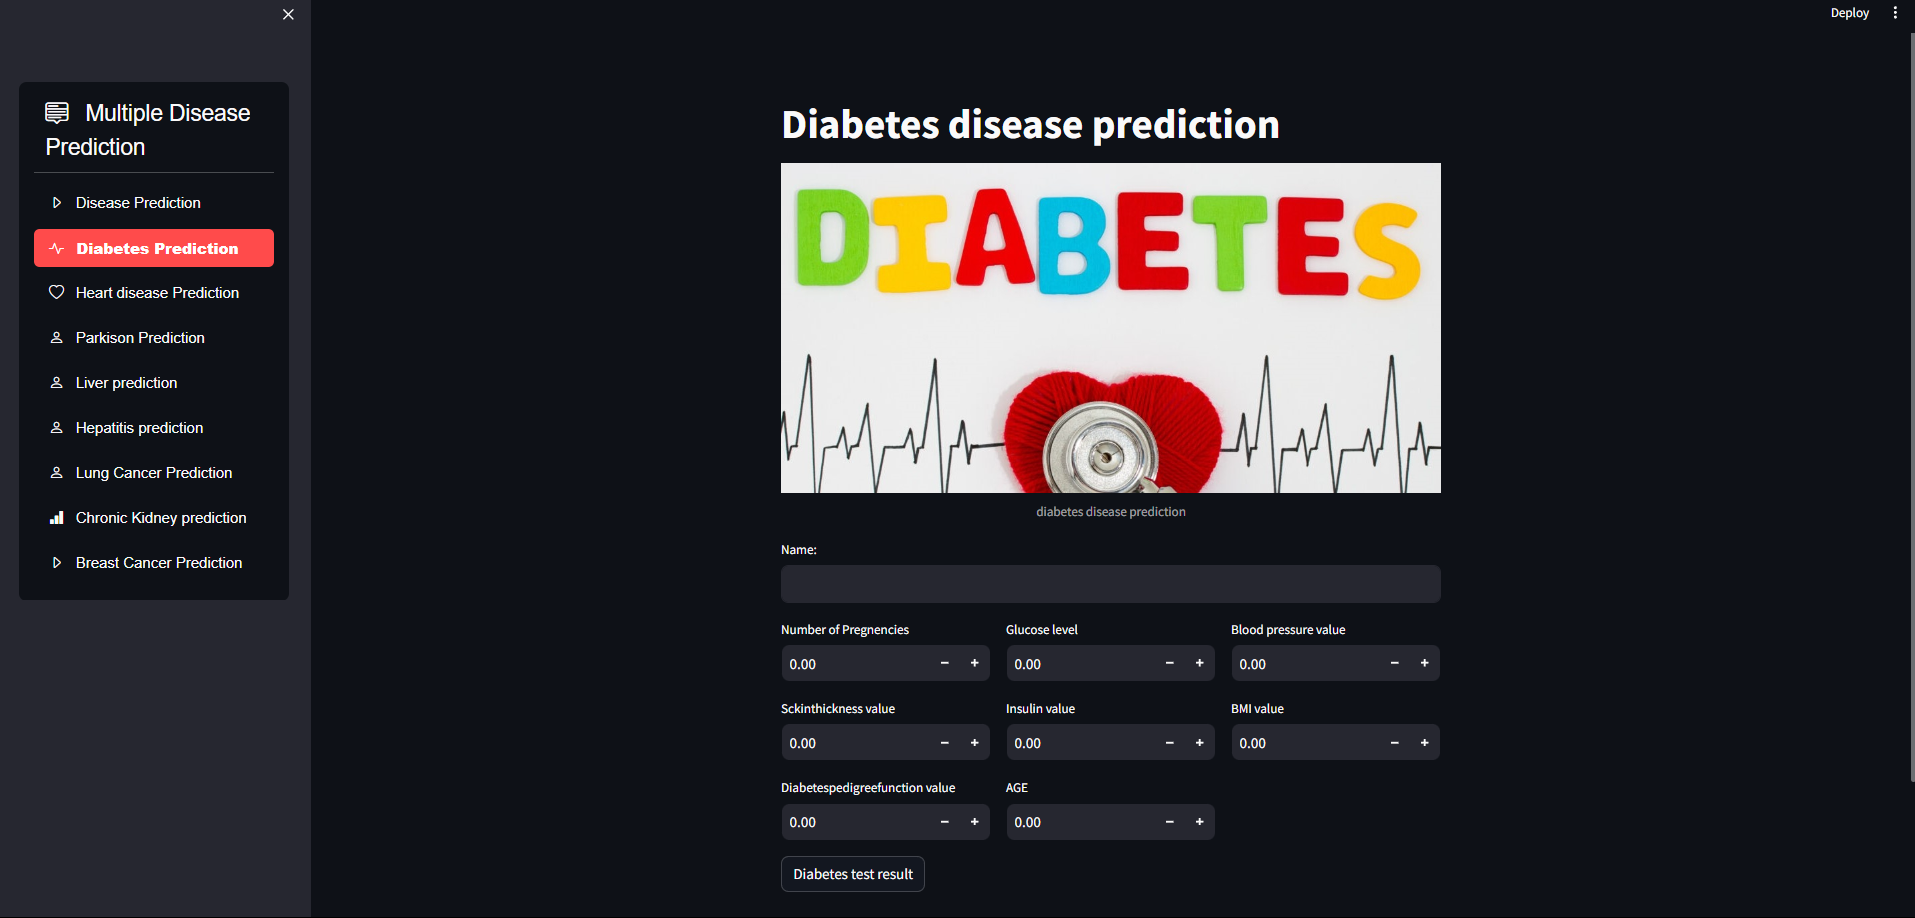 Deploy
Multiple Disease
Prediction
Disease Prediction
Diabetes Prediction
Heart disease Prediction
Parkison Prediction
Liver prediction
Hepatitis prediction
Lung Cancer Prediction
Chronic Kidney prediction
Breast Cancer Prediction
Diabetes disease prediction
DIABETES
diabetes disease prediction
Name:
Number of Pregnencies Glucose level Blood pressure value
0.00 − + 0.00 − + 0.00 − +
Sckinthickness value Insulin value BMI value
0.00 − + 0.00 − + 0.00 − +
Diabetespedigreefunction value AGE
0.00 − + 0.00 − +
Diabetes test result